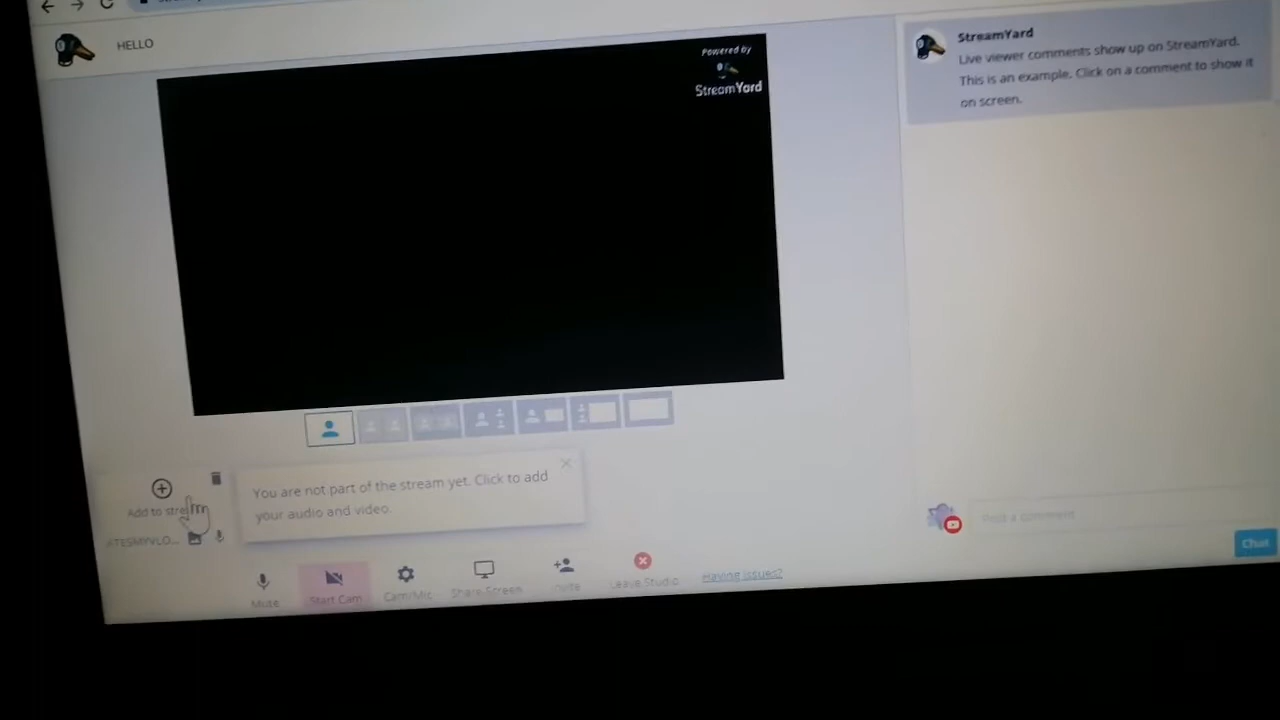 HELLO
Powered by
StreamYard
StreamYard
Live viewer comments show up on StreamYard.
This is an example. Click on a comment to show it
on screen.
You are not part of the stream yet. Click to add
your audio and video.
Add to
Post a comment
Chat
Mute
Start Cam
Cam/Mic
Share Screen
Invite
Leave Studio
Having issues?